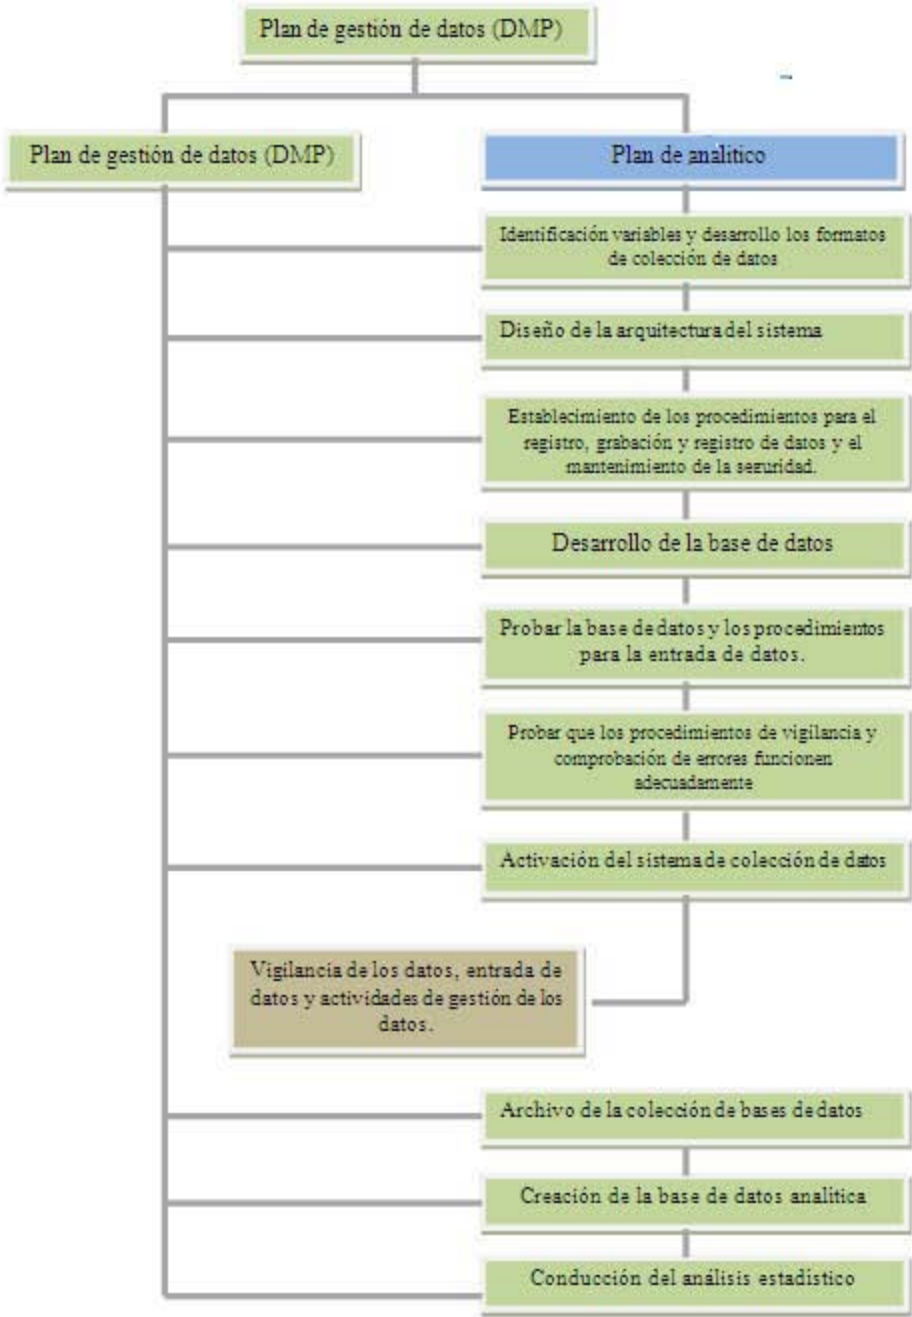 Plan de gestión de datos (DMP)
Plan de gestión de datos (DMP)
Plan de analítico
Identificación variables y desarrollo los formatos
de colección de datos
Diseño de la arquitectura del sistema
Establecimiento de los procedimientos para el
registro, grabación y registro de datos y el
mantenimiento de la seguridad.
Desarrollo de la base de datos
Probar la base de datos y los procedimientos
para la entrada de datos.
Probar que los procedimientos de vigilancia y
comprobación de errores funcionen
adecuadamente
Activación del sistema de colección de datos
Vigilancia de los datos, entrada de
datos y actividades de gestión de los
datos.
Archivo de la colección de bases de datos
Creación de la base de datos analítica
Conducción del análisis estadístico